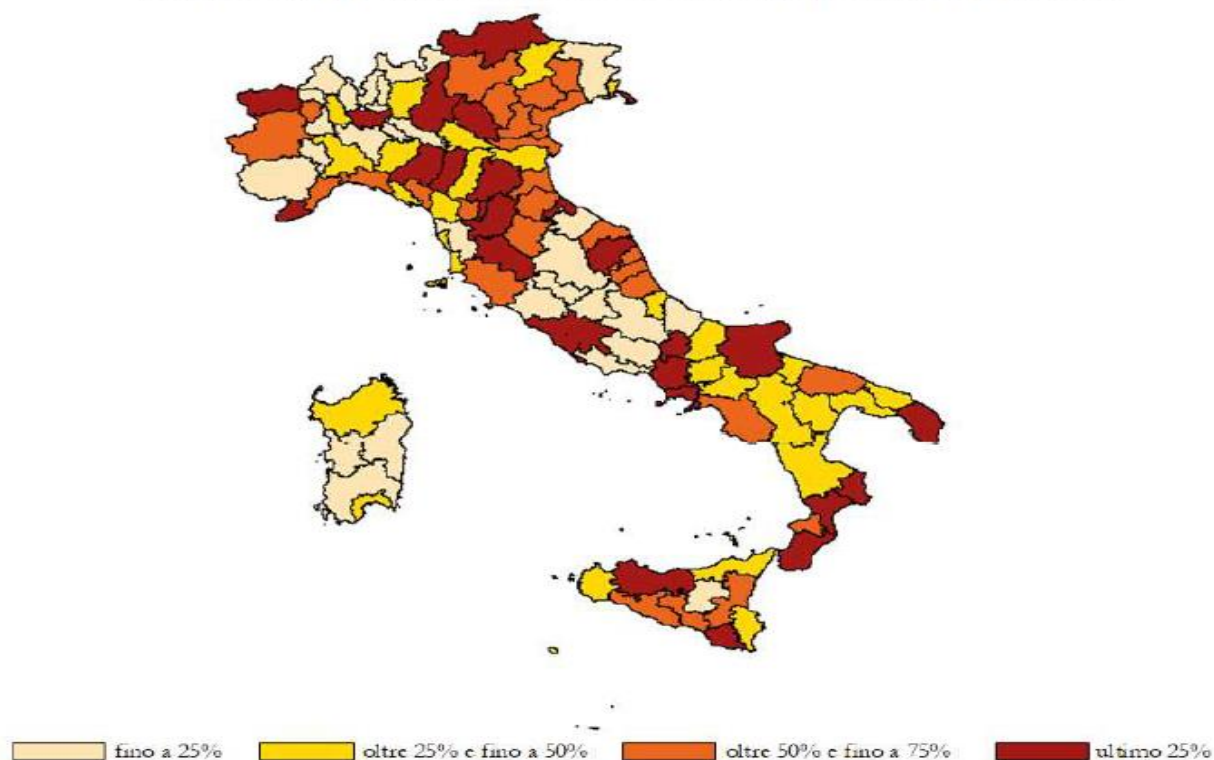 fino a 25%
oltre 25% e fino a 50%
oltre 50% e fino a 75%
ultimo 25%